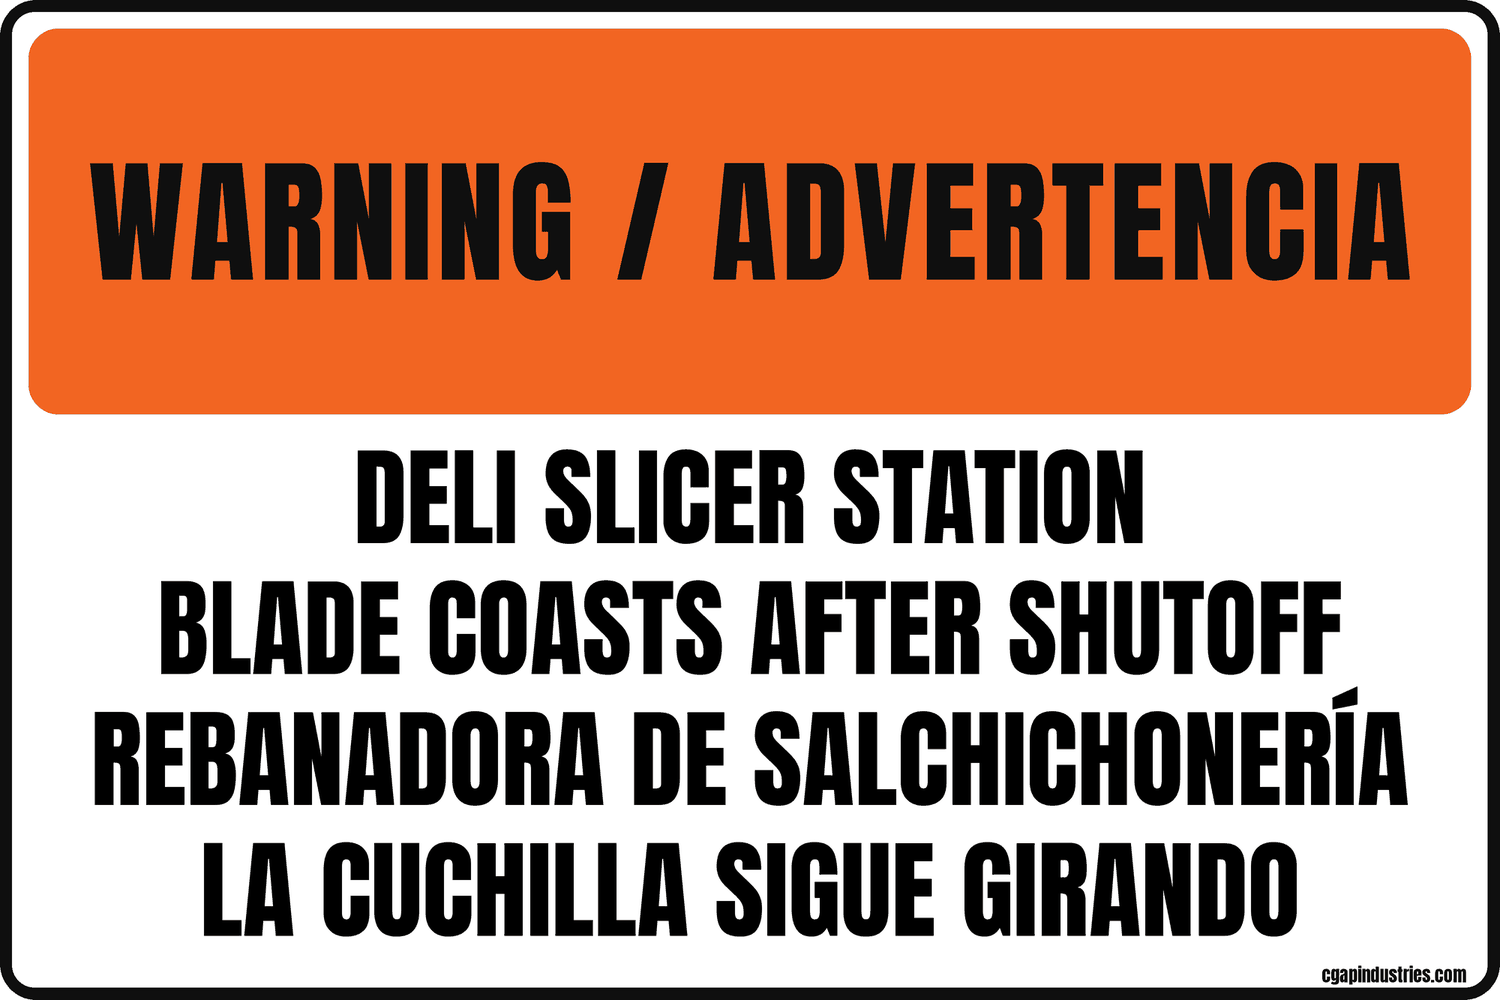 WARNING / ADVERTENCIA
DELI SLICER STATION
BLADE COASTS AFTER SHUTOFF
REBANADORA DE SALCHICHONERÍA
LA CUCHILLA SIGUE GIRANDO
cgapindustries.com